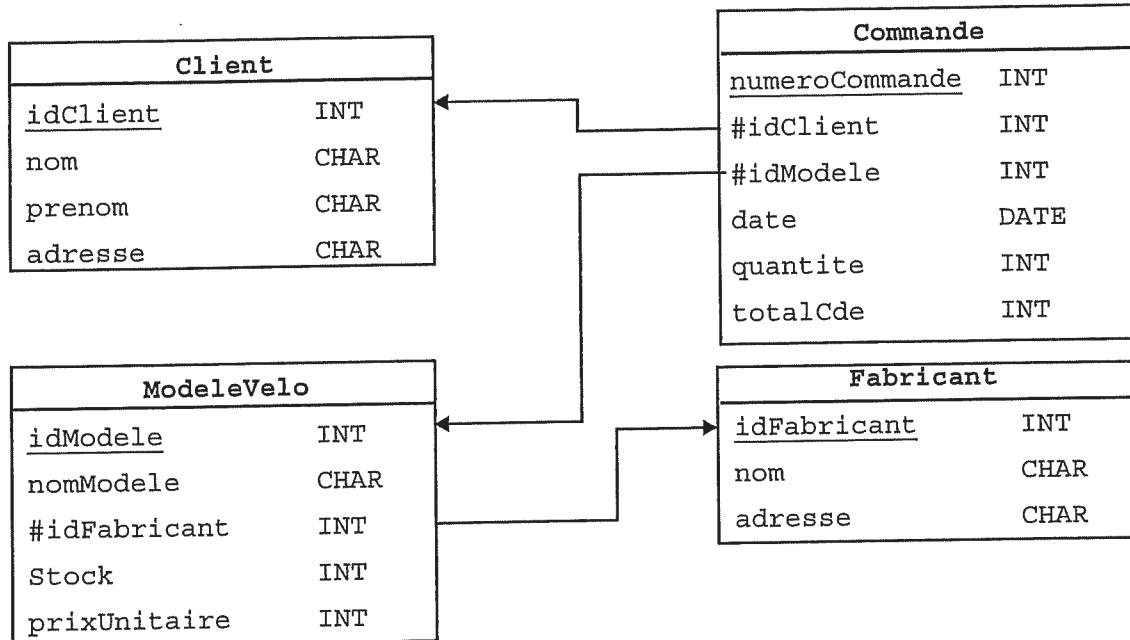 Client
idClient INT
nom CHAR
prenom CHAR
adresse CHAR
Commande
numeroCommande INT
#idClient INT
#idModele INT
date DATE
quantite INT
totalCde INT
ModeleVelo
idModele INT
nomModele CHAR
#idFabricant INT
Stock INT
prixUnitaire INT
Fabricant
idFabricant INT
nom CHAR
adresse CHAR